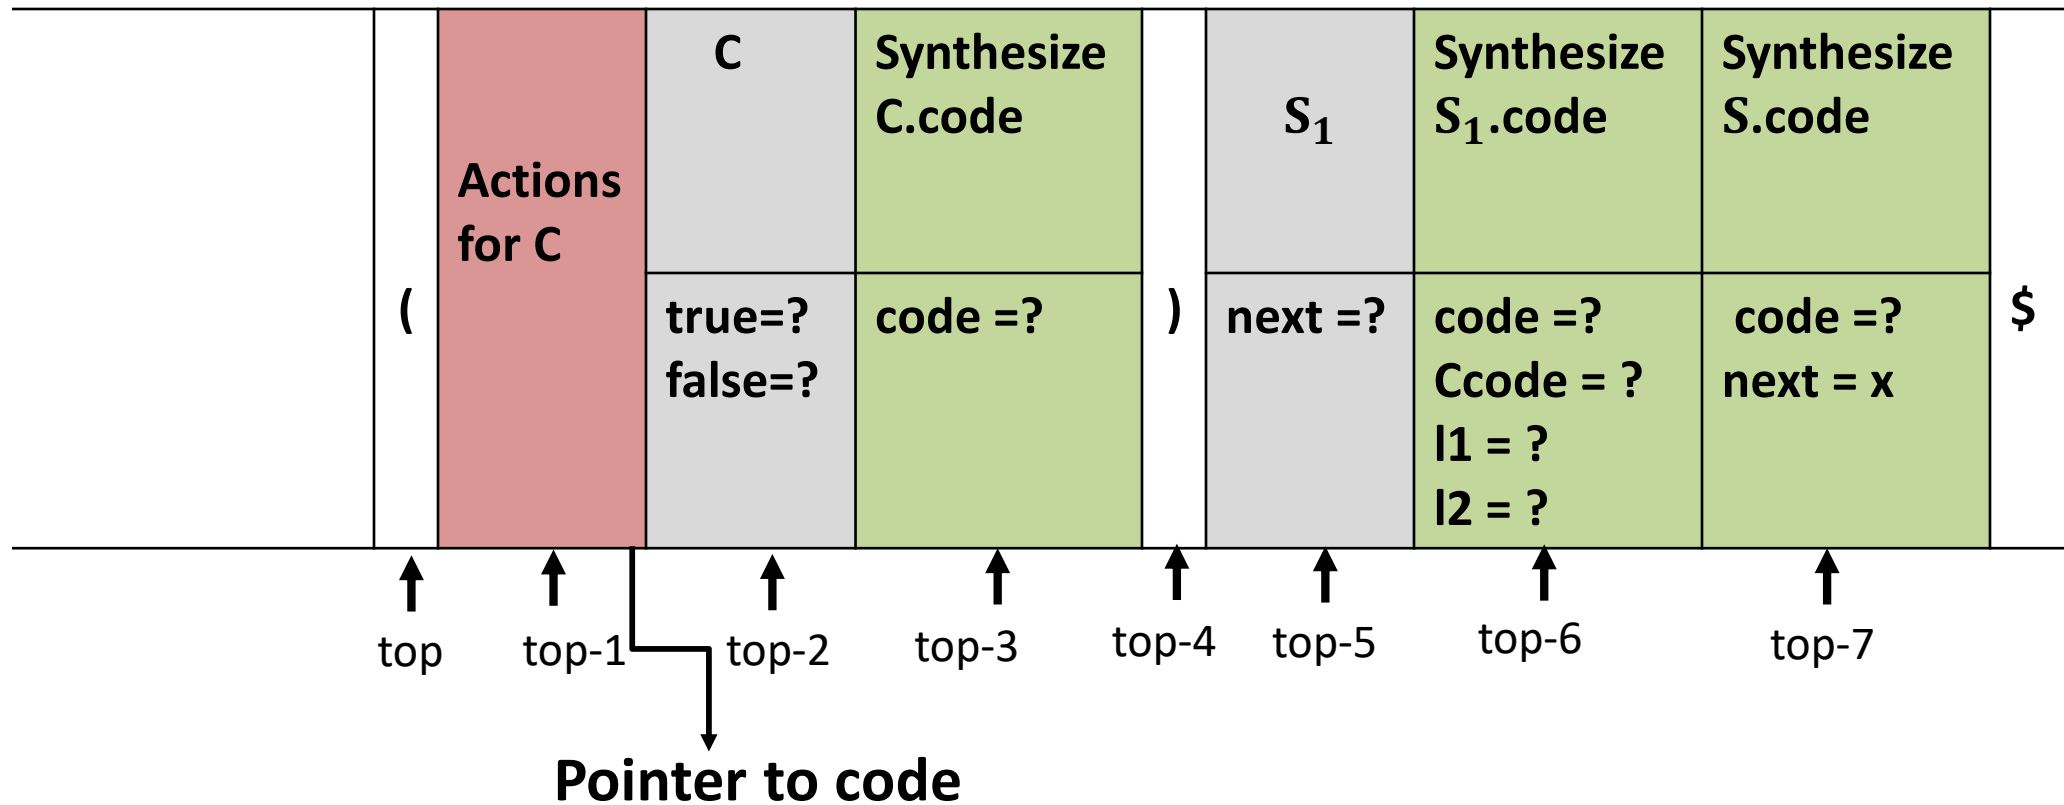 C
Synthesize
C.code
S₁
Synthesize
S₁.code
Synthesize
S.code
Actions
for C
(
true=?
false=?
code =?
)
next =?
code =?
Ccode = ?
l1 = ?
l2 = ?
code =?
next = x
$
top
top-1
top-2
top-3
top-4
top-5
top-6
top-7
Pointer to code